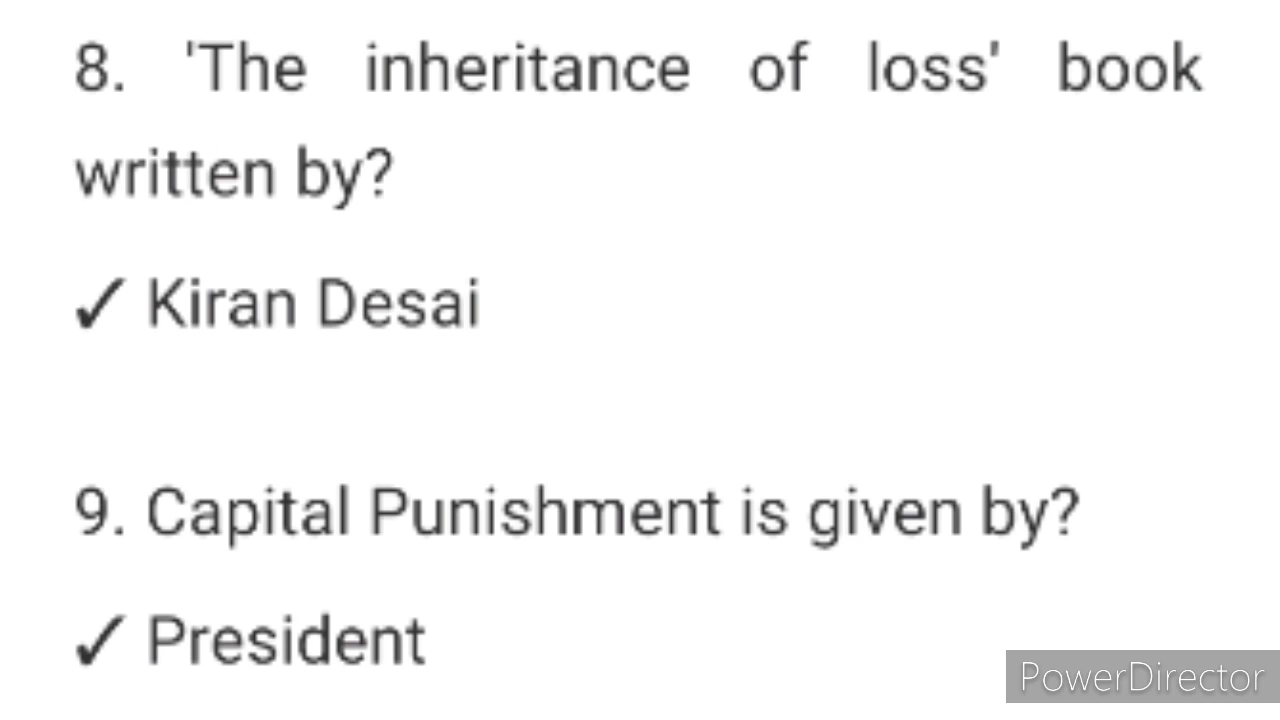 8. 'The inheritance of loss' book
written by?
✓ Kiran Desai
9. Capital Punishment is given by?
✓ President
PowerDirector